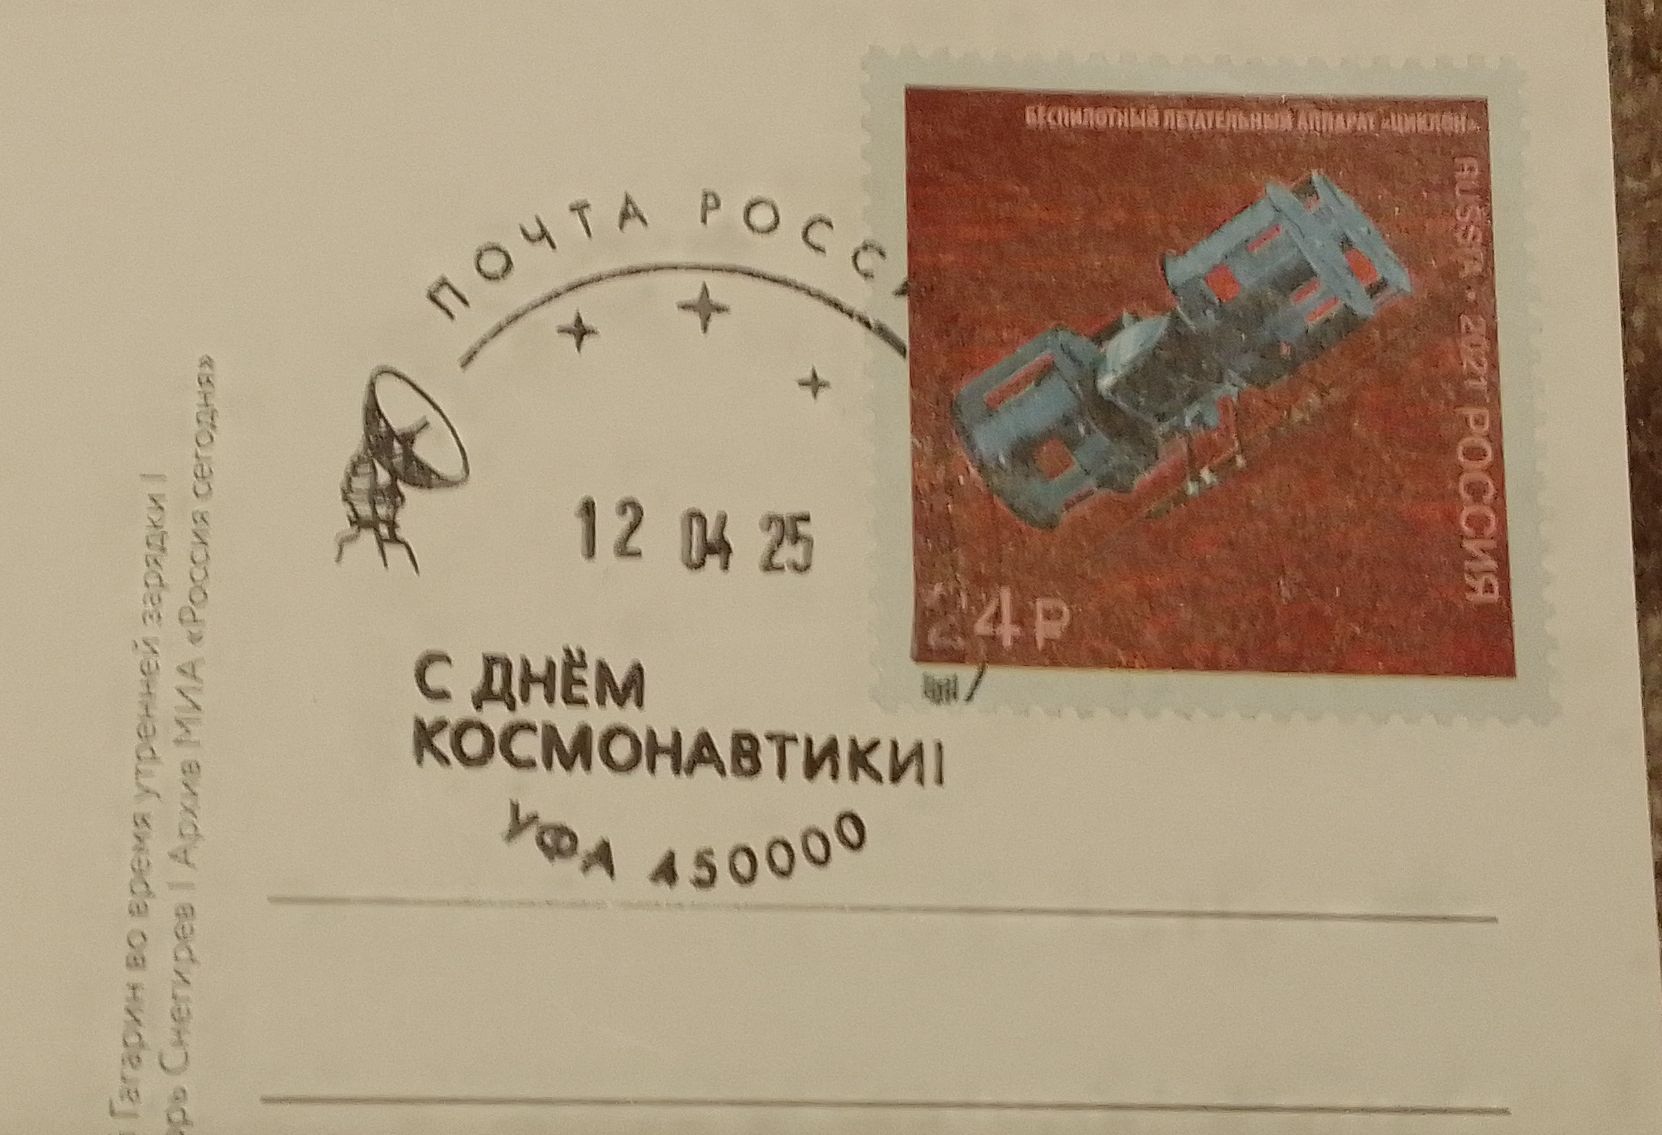 ПОЧТА РОСС
12 04 25
С ДНЁМ
КОСМОНАВТИКИ!
УФА 450000
БЕСПИЛОТНЫЙ ЛЕТАТЕЛЬНЫЙ АППАРАТ «ЦИКЛОН»
RUSSIA • 2021 РОССИЯ
24 ₽
Гагарин во время утренней зарядки |
Снегирев | Архив МИА «Россия сегодня»